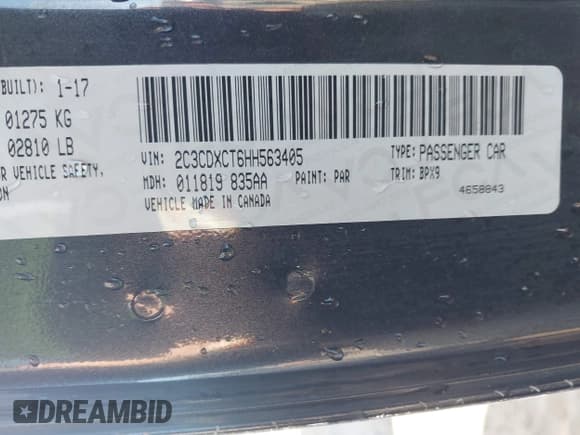 BUILT): 1-17
01275 KG
02810 LB
R VEHICLE SAFETY,
ON
VIN: 2C3CDXCT6HH563405 TYPE: PASSENGER CAR
MDH: 011819 835AA PAINT: PAR TRIM: BPX9
VEHICLE MADE IN CANADA 4658843
DREAMBID